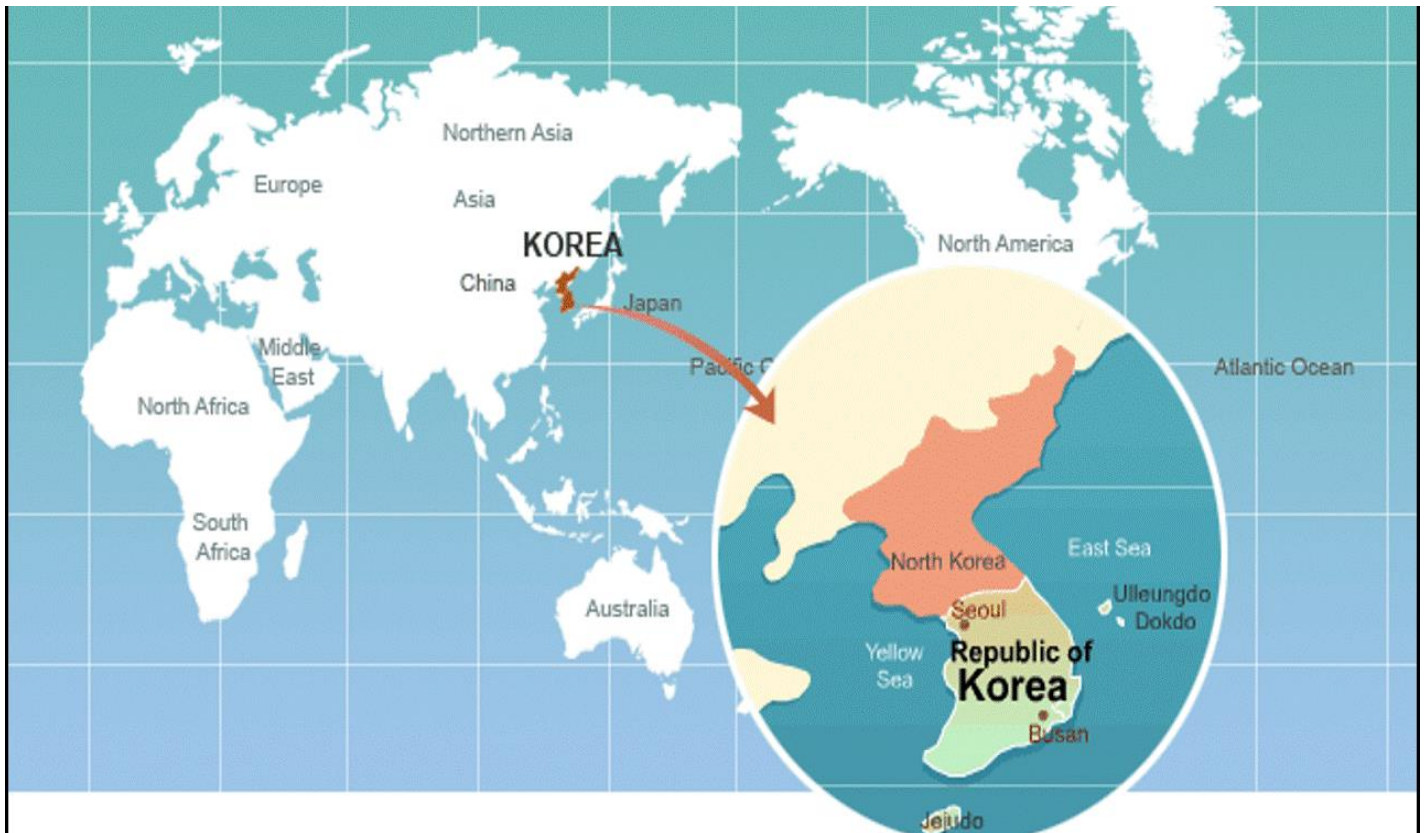 Northern Asia
Europe
Asia
KOREA
North America
China
Japan
Middle
East
Pacific
Atlantic Ocean
North Africa
South
Africa
Australia
North Korea
East Sea
Ulleungdo
Dokdo
Seoul
Yellow
Sea
Republic of
Korea
Busan
Jejudo